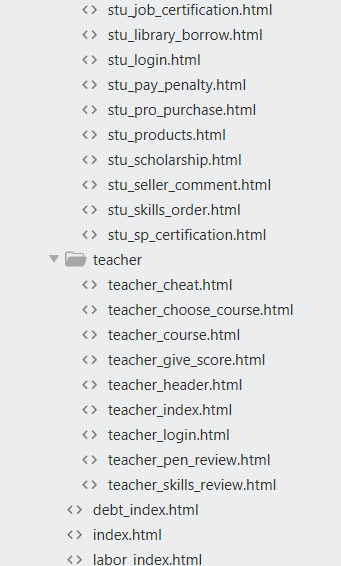 stu_job_certification.html
stu_library_borrow.html
stu_login.html
stu_pay_penalty.html
stu_pro_purchase.html
stu_products.html
stu_scholarship.html
stu_seller_comment.html
stu_skills_order.html
stu_sp_certification.html
teacher
teacher_cheat.html
teacher_choose_course.html
teacher_course.html
teacher_give_score.html
teacher_header.html
teacher_index.html
teacher_login.html
teacher_pen_review.html
teacher_skills_review.html
debt_index.html
index.html
labor_index.html